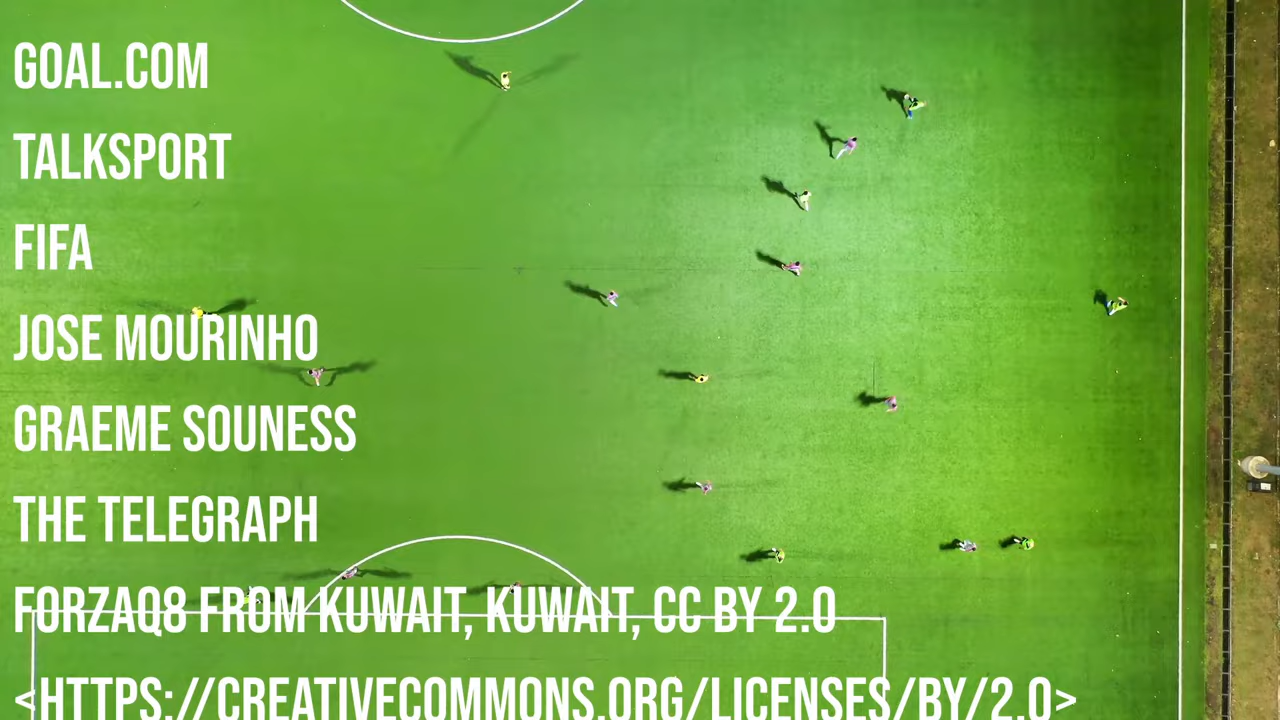 GOAL.COM
TALKSPORT
FIFA
JOSE MOURINHO
GRAEME SOUNESS
THE TELEGRAPH
FORZAQ8 FROM KUWAIT, KUWAIT, CC BY 2.0
<HTTPS://CREATIVECOMMONS.ORG/LICENSES/BY/2.0>